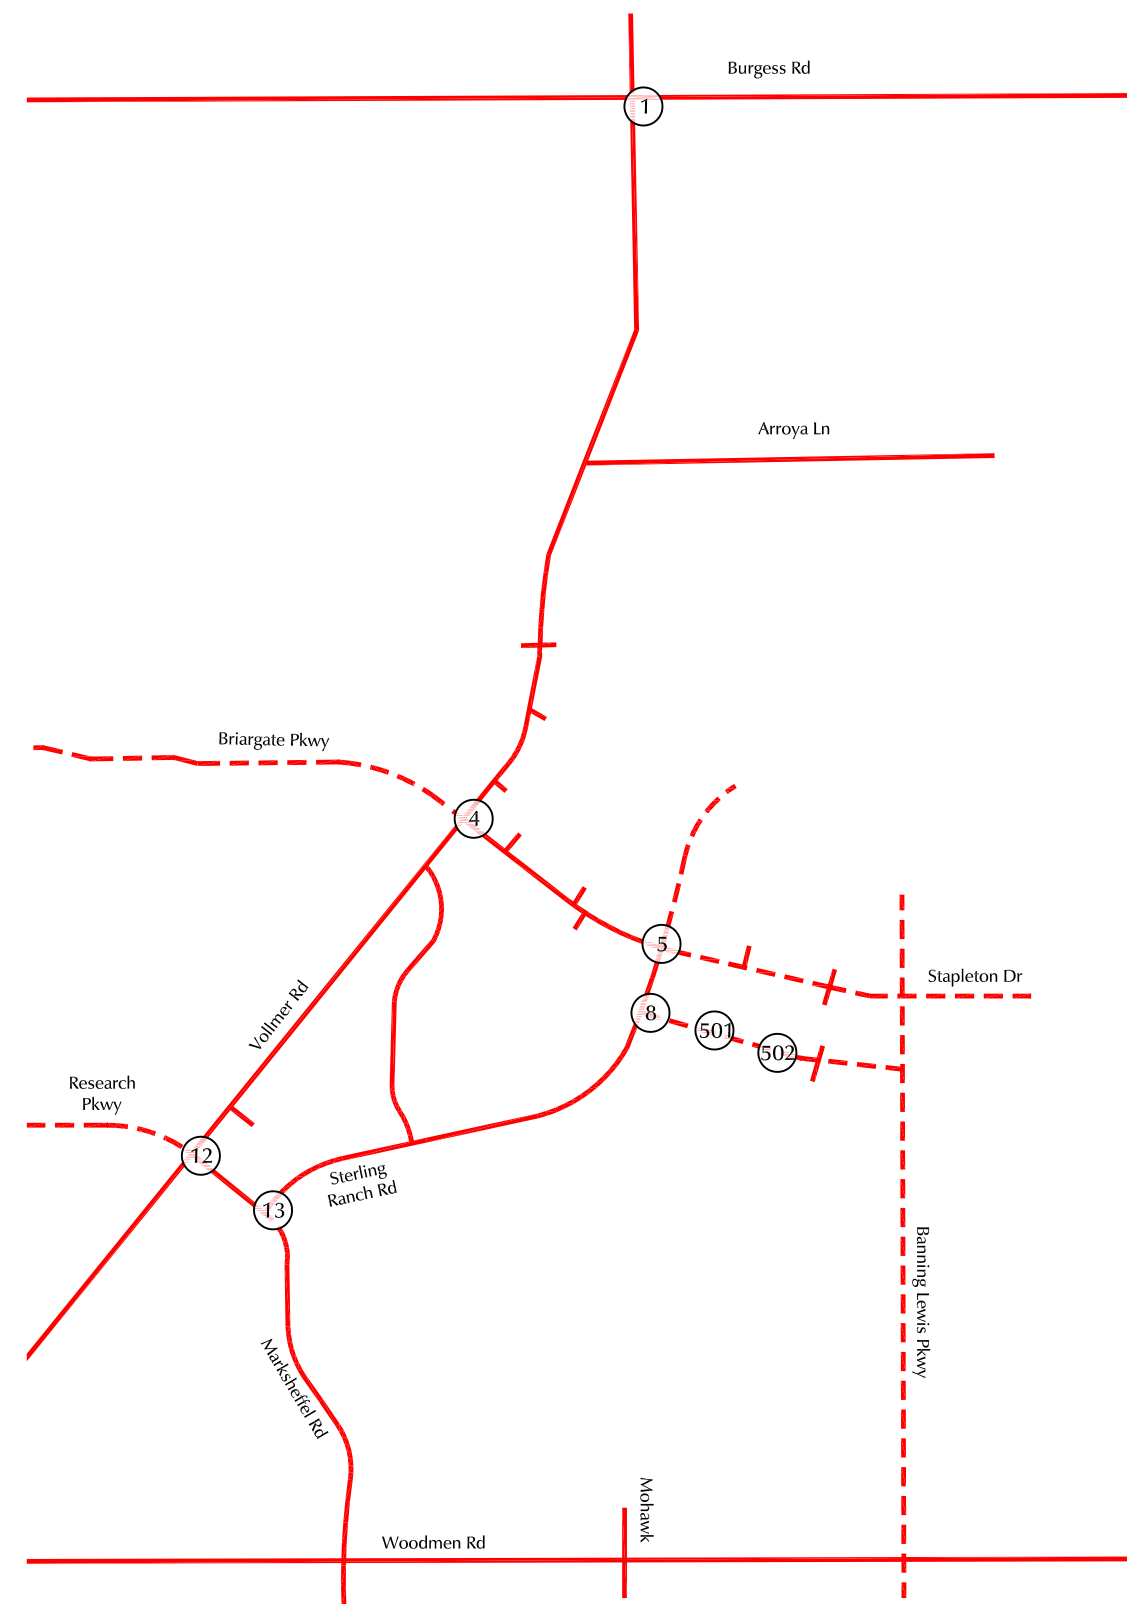 Burgess Rd
1
Arroya Ln
Briargate Pkwy
4
5
Stapleton Dr
8
501
502
Vollmer Rd
Research
Pkwy
12
Sterling
Ranch Rd
13
Banning Lewis Pkwy
Marksheffel Rd
Mohawk
Woodmen Rd